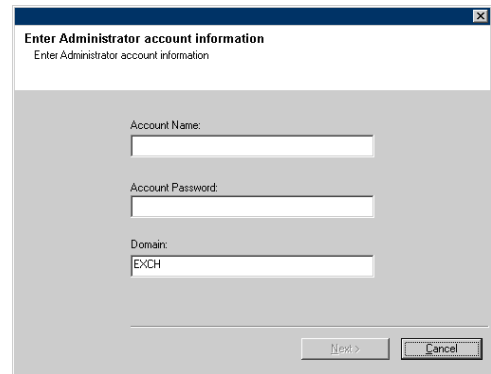 Enter Administrator account information
Enter Administrator account information
Account Name:
Account Password:
Domain:
EXCH
Next >
Cancel